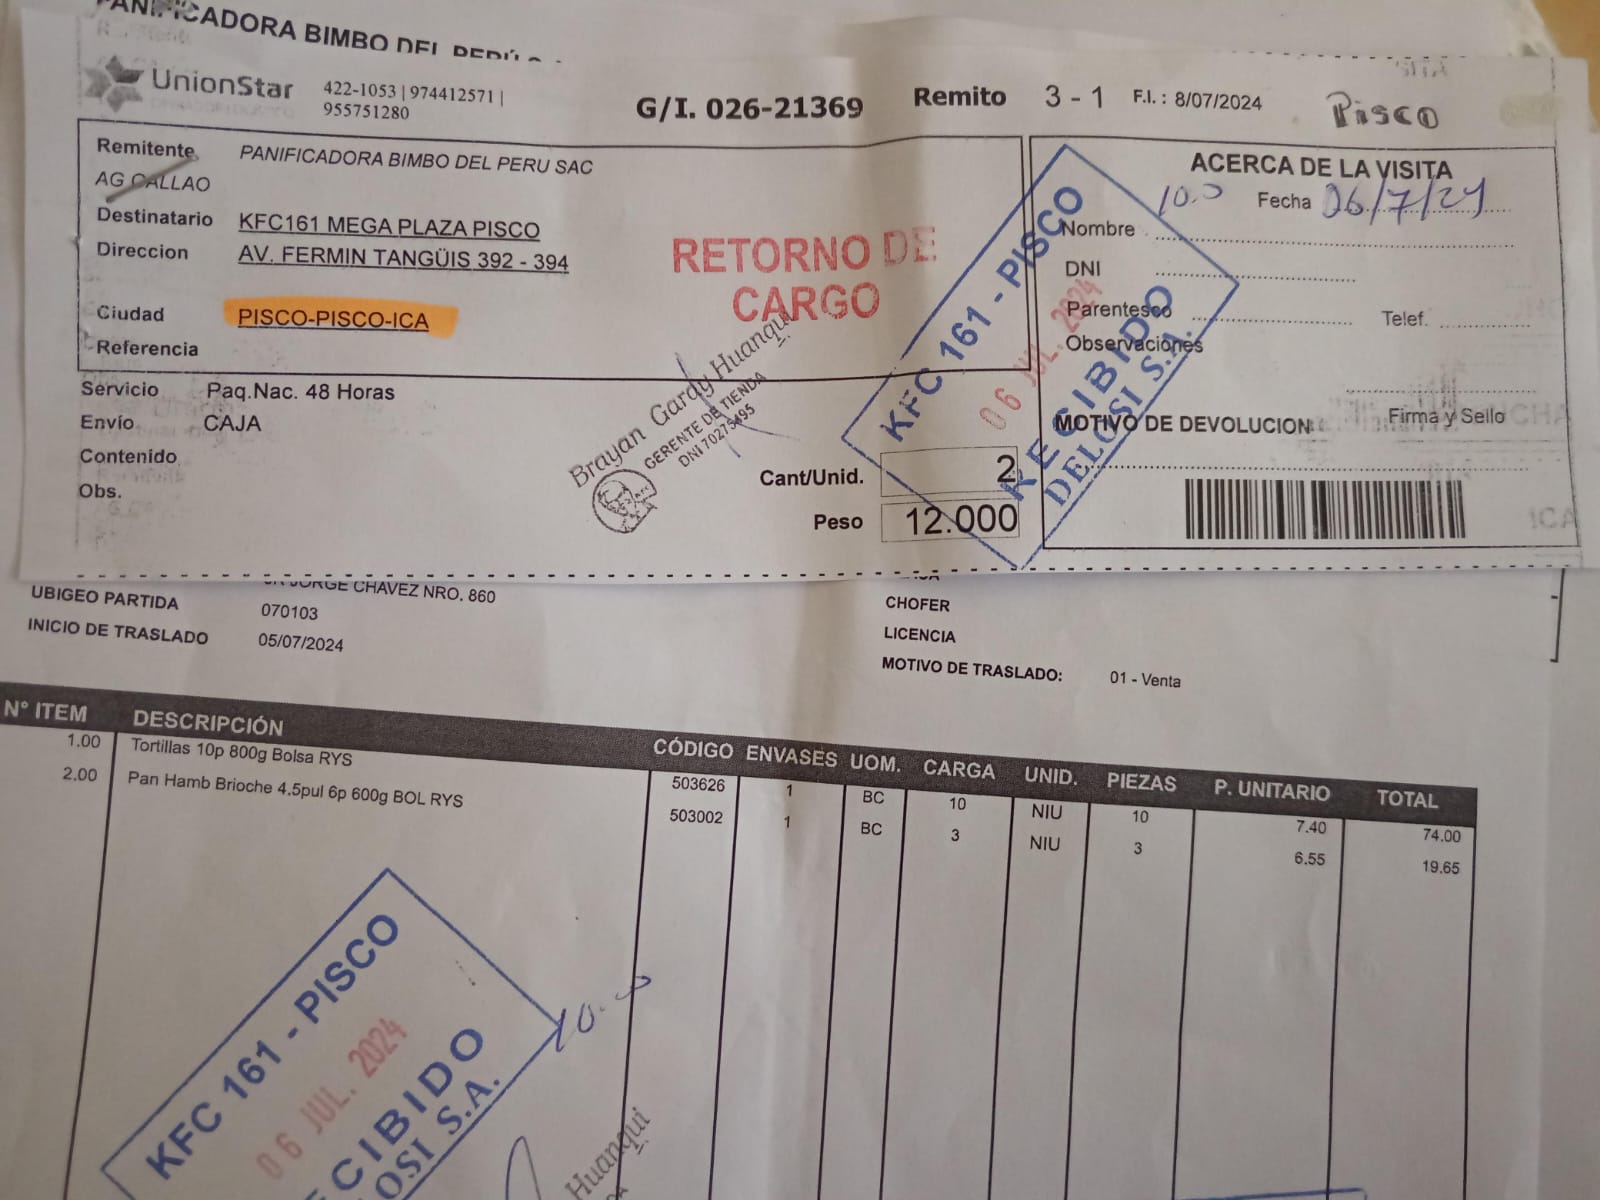 PANIFICADORA BIMBO DEL PERÚ
UnionStar
422-1053 | 974412571 |
955751280
G/I. 026-21369
Remito 3 - 1
F.I.: 8/07/2024
Pisco
Remitente PANIFICADORA BIMBO DEL PERU SAC
AG CALLAO
Destinatario KFC161 MEGA PLAZA PISCO
Direccion AV. FERMIN TANGÜIS 392 - 394
Ciudad PISCO-PISCO-ICA
Referencia
Servicio Paq.Nac. 48 Horas
Envío CAJA
Contenido
Obs.
RETORNO DE
CARGO
Brayan Garay Huanqui
GERENTE DE TIENDA
DNI 70275495
Cant/Unid. 2
Peso 12.000
KFC 161 - PISCO
06 JUL. 2024
RECIBIDO
DELOSI S.A.
ACERCA DE LA VISITA
10.0 Fecha 06/7/24
Nombre
DNI
Parentesco Telef.
Observaciones
Firma y Sello
MOTIVO DE DEVOLUCION
ICA
JORGE CHAVEZ NRO. 860
UBIGEO PARTIDA 070103
INICIO DE TRASLADO 05/07/2024
CHOFER
LICENCIA
MOTIVO DE TRASLADO: 01 - Venta
N° ITEM DESCRIPCIÓN CÓDIGO ENVASES UOM. CARGA UNID. PIEZAS P. UNITARIO TOTAL
1.00 Tortillas 10p 800g Bolsa RYS 503626 1 BC 10 NIU 10 7.40 74.00
2.00 Pan Hamb Brioche 4.5pul 6p 600g BOL RYS 503002 1 BC 3 NIU 3 6.55 19.65
KFC 161 - PISCO
06 JUL. 2024
ECIBIDO
LOSI S.A.
Huanqui